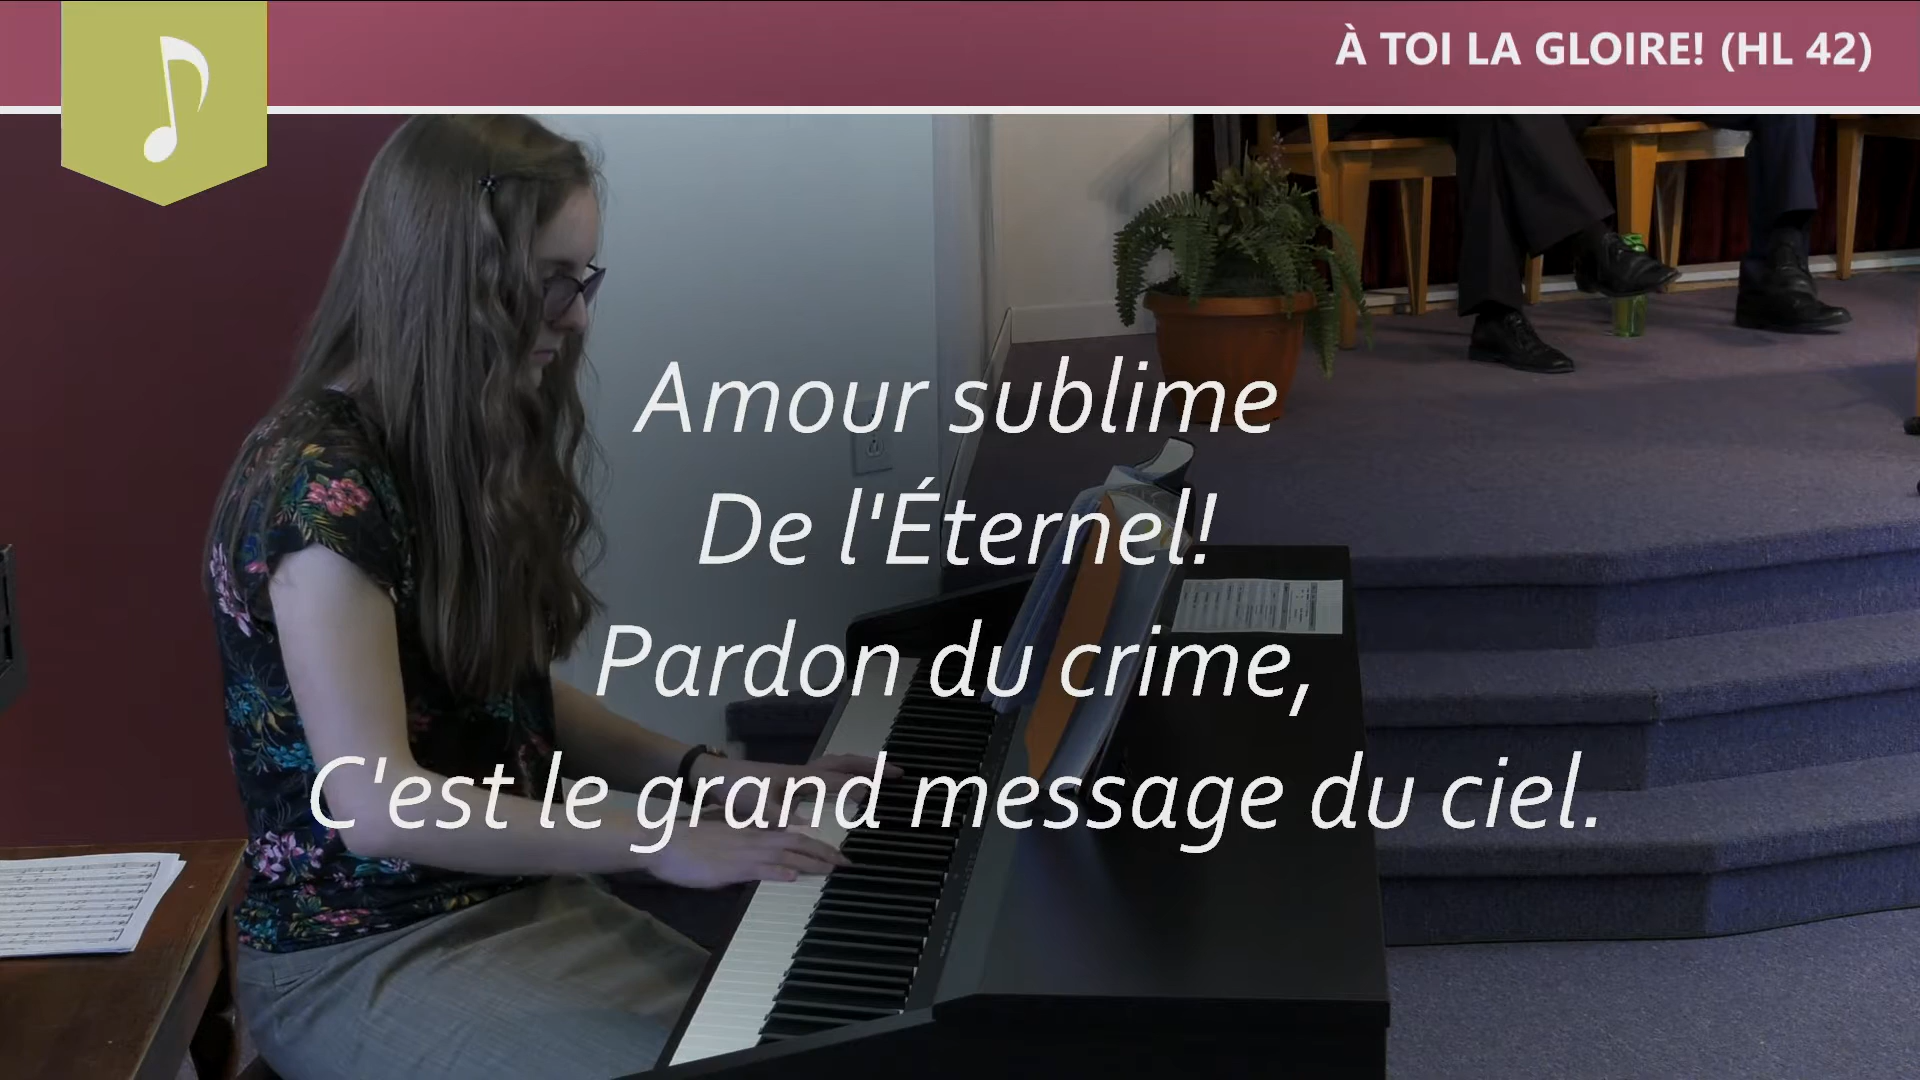 À TOI LA GLOIRE! (HL 42)
Amour sublime
De l'Éternel!
Pardon du crime,
C'est le grand message du ciel.